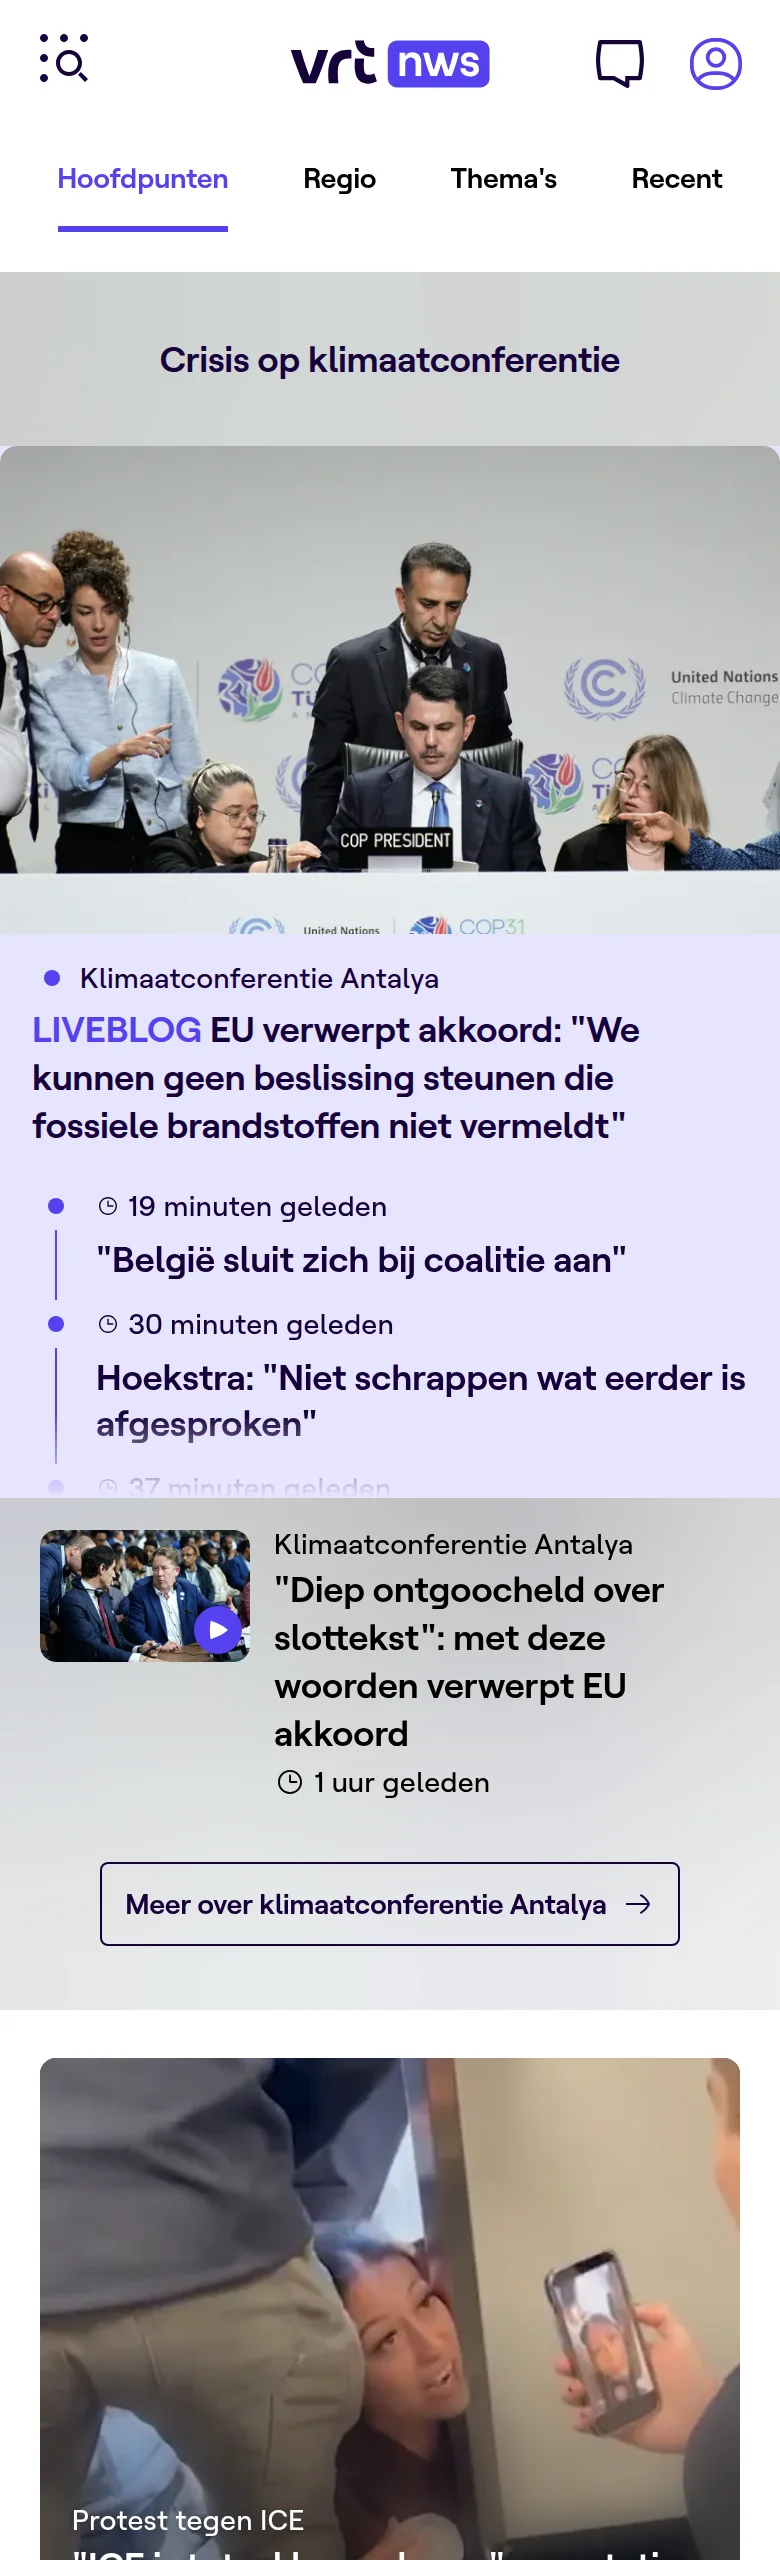 vrt nws
Hoofdpunten
Regio
Thema's
Recent
Crisis op klimaatconferentie
United Nations
Climate Change
COP PRESIDENT
United Nations
COP31
Klimaatconferentie Antalya
LIVEBLOG EU verwerpt akkoord: "We
kunnen geen beslissing steunen die
fossiele brandstoffen niet vermeldt"
19 minuten geleden
"België sluit zich bij coalitie aan"
30 minuten geleden
Hoekstra: "Niet schrappen wat eerder is
afgesproken"
37 minuten geleden
Klimaatconferentie Antalya
"Diep ontgoocheld over
slottekst": met deze
woorden verwerpt EU
akkoord
1 uur geleden
Meer over klimaatconferentie Antalya
Protest tegen ICE